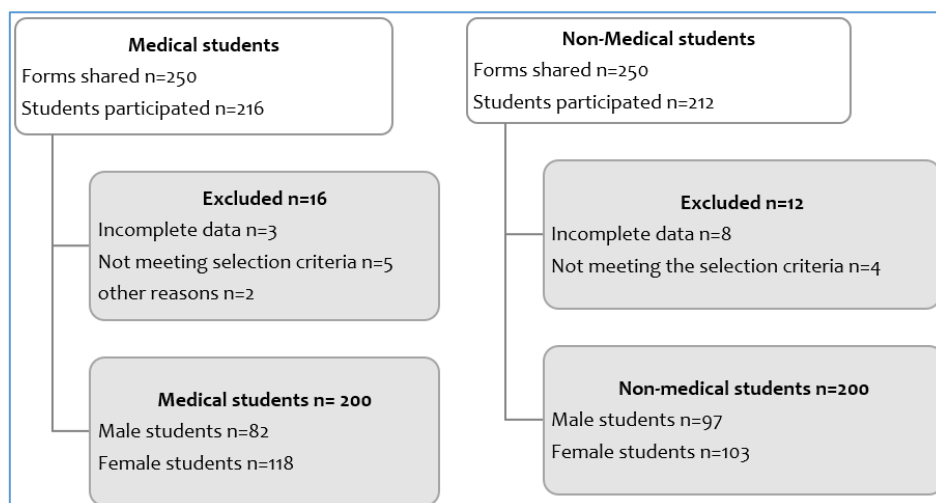 Medical students
Forms shared n=250
Students participated n=216
Excluded n=16
Incomplete data n=3
Not meeting selection criteria n=5
other reasons n=2
Medical students n= 200
Male students n=82
Female students n=118
Non-Medical students
Forms shared n=250
Students participated n=212
Excluded n=12
Incomplete data n=8
Not meeting the selection criteria n=4
Non-medical students n=200
Male students n=97
Female students n=103